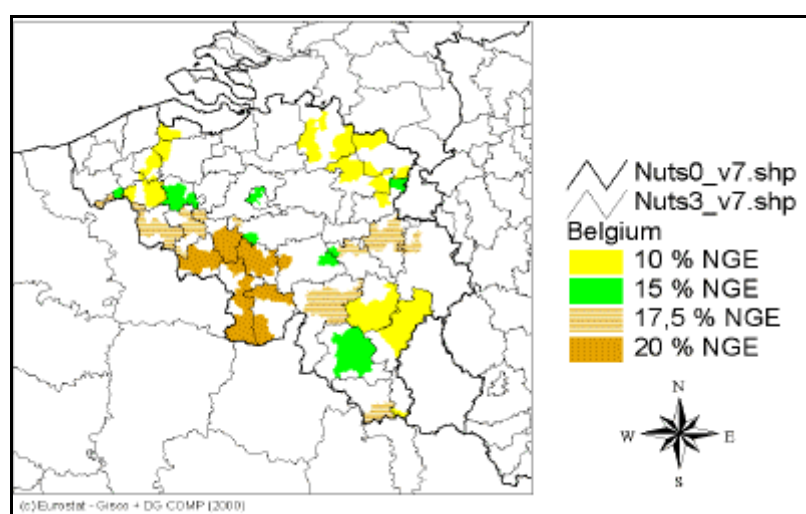 Nuts0_v7.shp
Nuts3_v7.shp
Belgium
10 % NGE
15 % NGE
17,5 % NGE
20 % NGE
N
W E
S
(c)Eurostat - Gisco + DG COMP (2000)